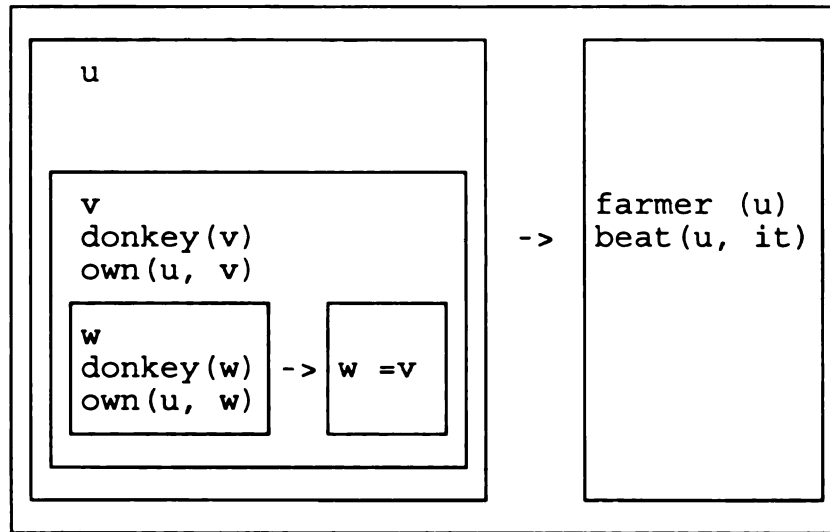 u
v
donkey(v)
own(u, v)
w
donkey(w) -> w =v
own(u, w)
->
farmer (u)
beat(u, it)